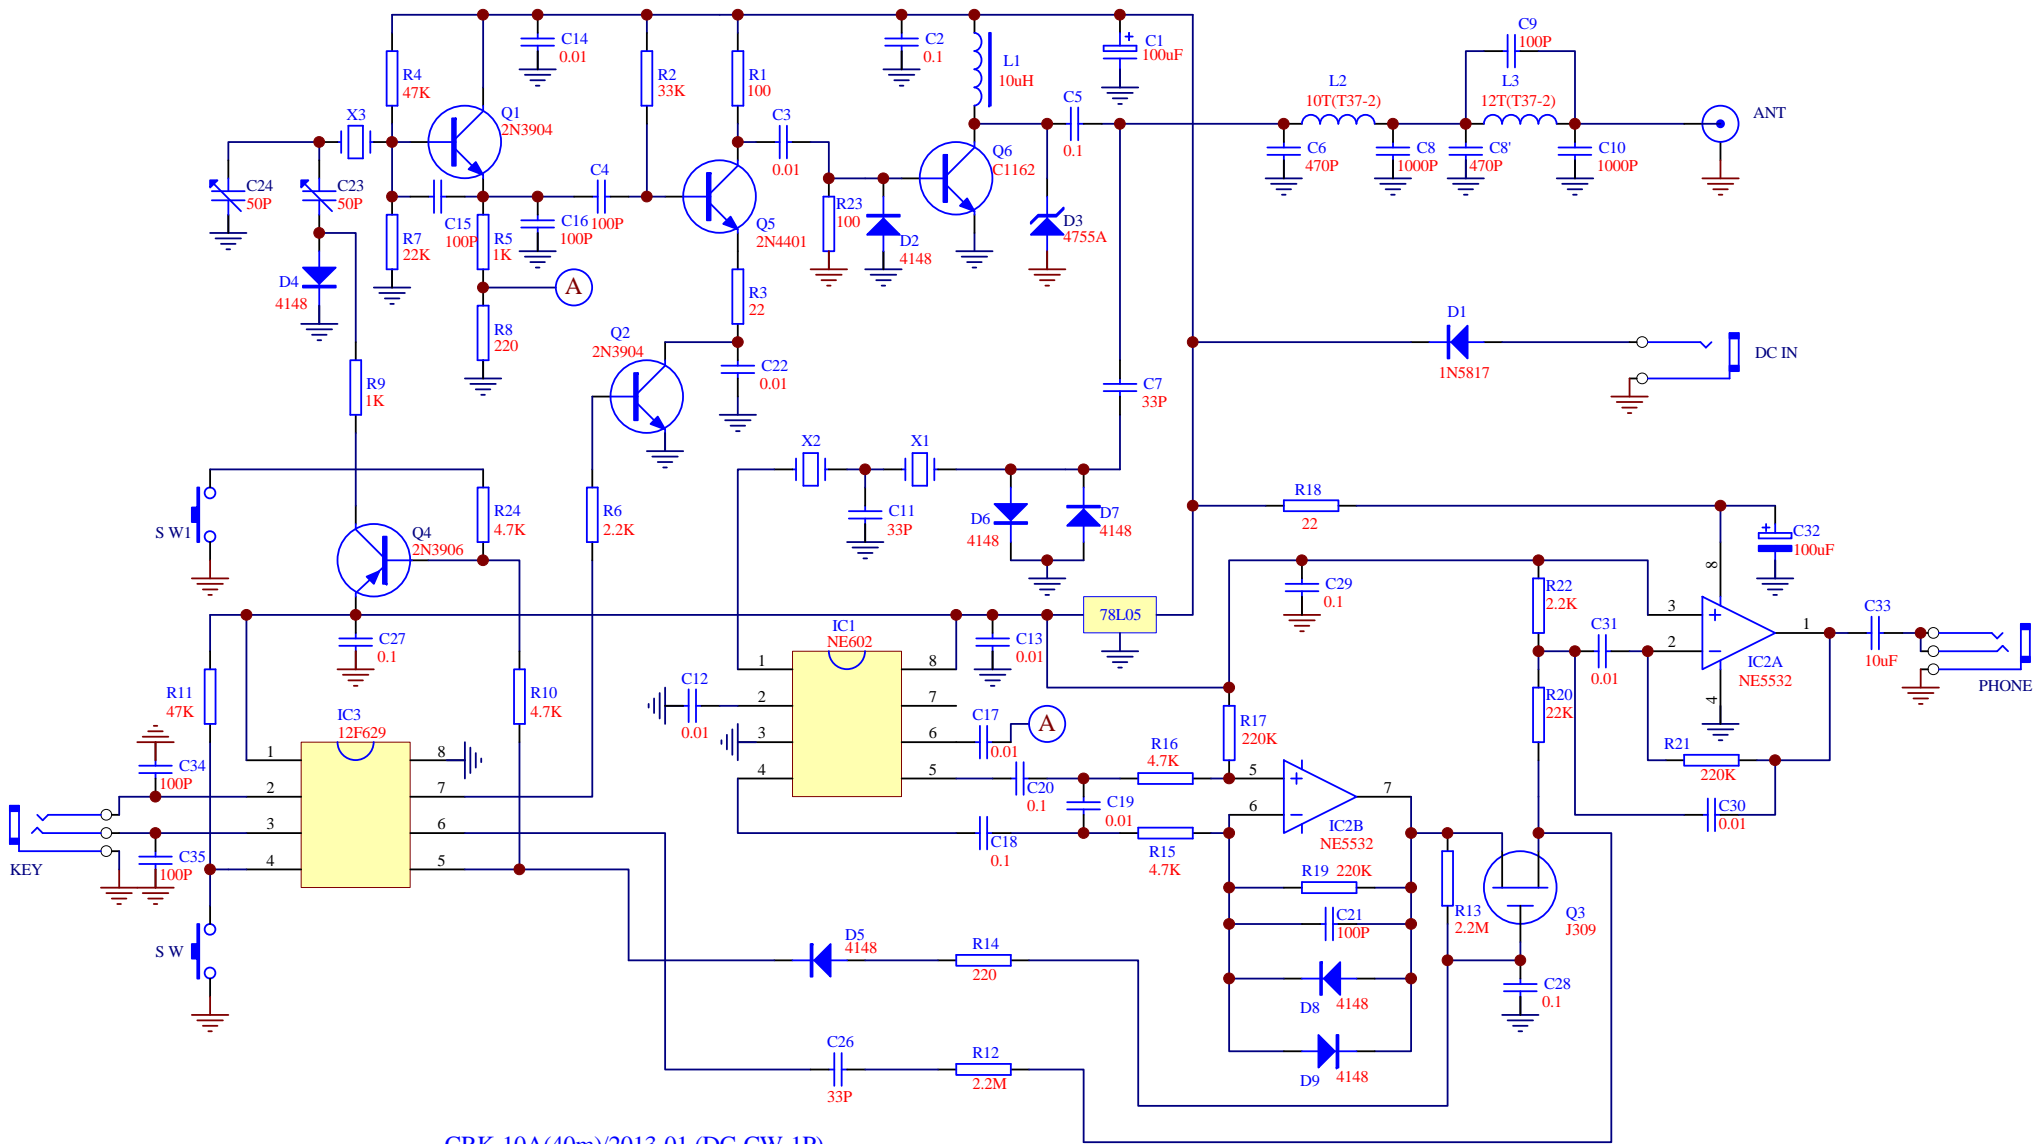 C9
100P
C14
0.01
C2
0.1
C1
100uF
L1
10uH
R4
47K
R2
33K
R1
100
L2
10T(T37-2)
L3
12T(T37-2)
X3
Q1
2N3904
C3
0.01
C5
0.1
ANT
Q6
C1162
C6
470P
C8
1000P
C8'
470P
C10
1000P
C4
100P
C24
50P
C23
50P
R7
22K
C15
100P
R5
1K
C16
100P
Q5
2N4401
R23
100
D2
4148
D3
4755A
D4
4148
A
R3
22
R8
220
Q2
2N3904
C22
0.01
D1
1N5817
DC IN
R9
1K
C7
33P
X2
X1
S W1
R24
4.7K
R6
2.2K
C11
33P
D6
4148
D7
4148
R18
22
C32
100uF
Q4
2N3906
8
C29
0.1
R22
2.2K
78L05
C27
0.1
IC1
NE602
C13
0.01
C31
0.01
3
2
1
4
IC2A
NE5532
C33
10uF
PHONE
R11
47K
R10
4.7K
C12
0.01
1
2
3
4
8
7
6
5
C17
0.01
A
R17
220K
R20
22K
R21
220K
IC3
12F629
C34
100P
1
2
3
4
8
7
6
5
R16
4.7K
C20
0.1
C19
0.01
C18
0.1
R15
4.7K
5
6
7
IC2B
NE5532
C30
0.01
KEY
C35
100P
R19 220K
C21
100P
R13
2.2M
Q3
J309
S W
D5
4148
R14
220
D8
4148
C28
0.1
C26
33P
R12
2.2M
D9
4148
CRK-10A(40m)/2013-01 (DC-CW-1P)